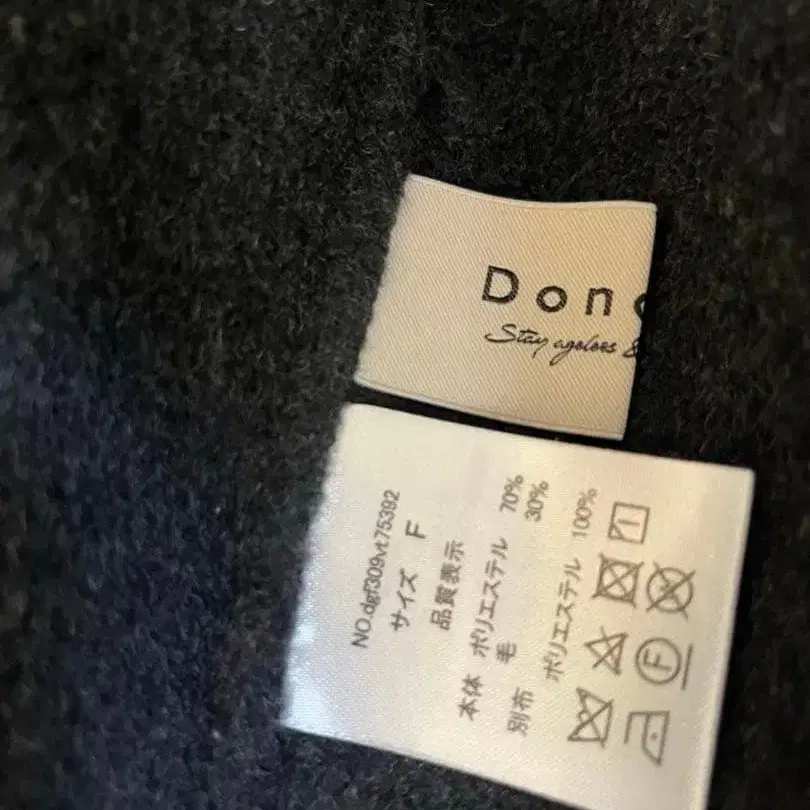 Don
Stay ageless &
NO.dgf309vt75392
サイズ F
品質表示
本体 ポリエステル 70%
毛 30%
別布 ポリエステル 100%
F